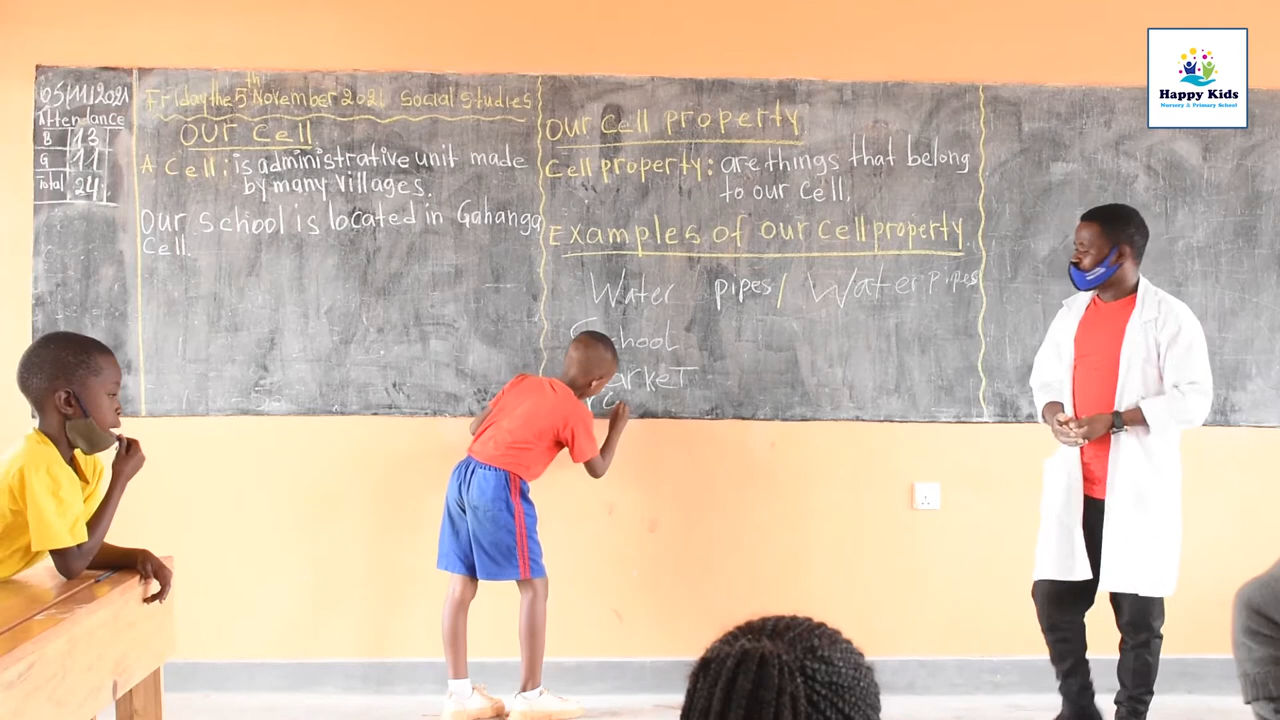 05/11/2021
Attendance
B 13
G 11
Total 24
Friday the 5th November 2021 Social Studies
OUR Cell
A Cell: is administrative unit made
by many Villages.
Our School is located in Gahanga
Cell.
Our Cell property
Cell property: are things that belong
to our Cell.
Examples of our Cell property
Water pipes/ Water pipes
School
arket
Happy Kids
Nursery & Primary School